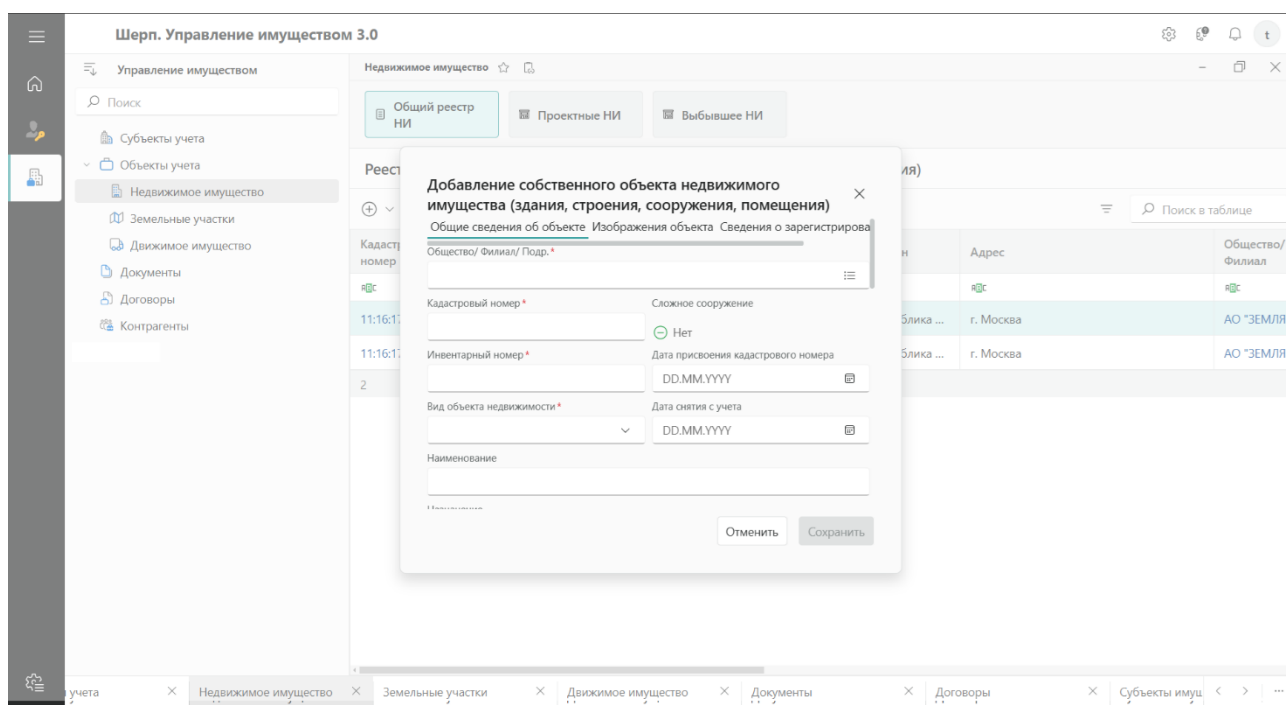 Шерп. Управление имуществом 3.0
t
Управление имуществом
Поиск
Субъекты учета
Объекты учета
Недвижимое имущество
Земельные участки
Движимое имущество
Документы
Договоры
Контрагенты
Недвижимое имущество
Общий реестр
НИ
Проектные НИ
Выбывшее НИ
Реест
ия)
Поиск в таблице
Кадастр
номер
н
Адрес
Общество/
Филиал
11:16:17
блика ...
г. Москва
АО "ЗЕМЛЯ
11:16:17
блика ...
г. Москва
АО "ЗЕМЛЯ
2
Добавление собственного объекта недвижимого
имущества (здания, строения, сооружения, помещения)
Общие сведения об объекте Изображения объекта Сведения о зарегистрирова
Общество/ Филиал/ Подр.*
Кадастровый номер*
Сложное сооружение
Нет
Инвентарный номер*
Дата присвоения кадастрового номера
DD.MM.YYYY
Вид объекта недвижимости*
Дата снятия с учета
DD.MM.YYYY
Наименование
Отменить
Сохранить
учета
Недвижимое имущество
Земельные участки
Движимое имущество
Документы
Договоры
Субъекты имущ